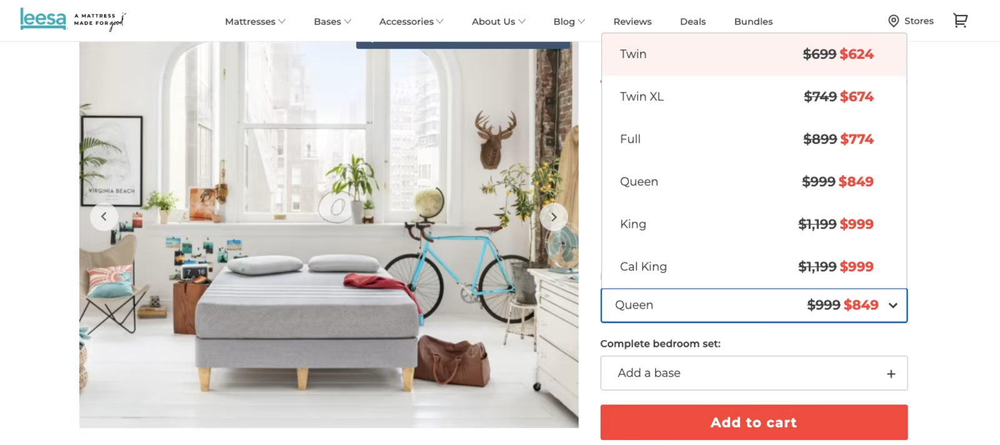 leesa A MATTRESS MADE FOR good
Mattresses Bases Accessories About Us Blog Reviews Deals Bundles Stores
Twin $699 $624
Twin XL $749 $674
Full $899 $774
Queen $999 $849
King $1,199 $999
Cal King $1,199 $999
Queen $999 $849
Complete bedroom set:
Add a base +
Add to cart
VIRGINIA BEACH
7 16